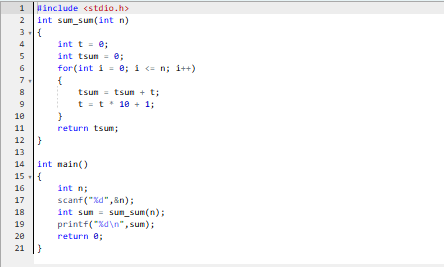 1 #include <stdio.h>
2 int sum_sum(int n)
3 {
4     int t = 0;
5     int tsum = 0;
6     for(int i = 0; i <= n; i++)
7     {
8         tsum = tsum + t;
9         t = t * 10 + 1;
10     }
11     return tsum;
12 }
13
14 int main()
15 {
16     int n;
17     scanf("%d",&n);
18     int sum = sum_sum(n);
19     printf("%d\n",sum);
20     return 0;
21 }